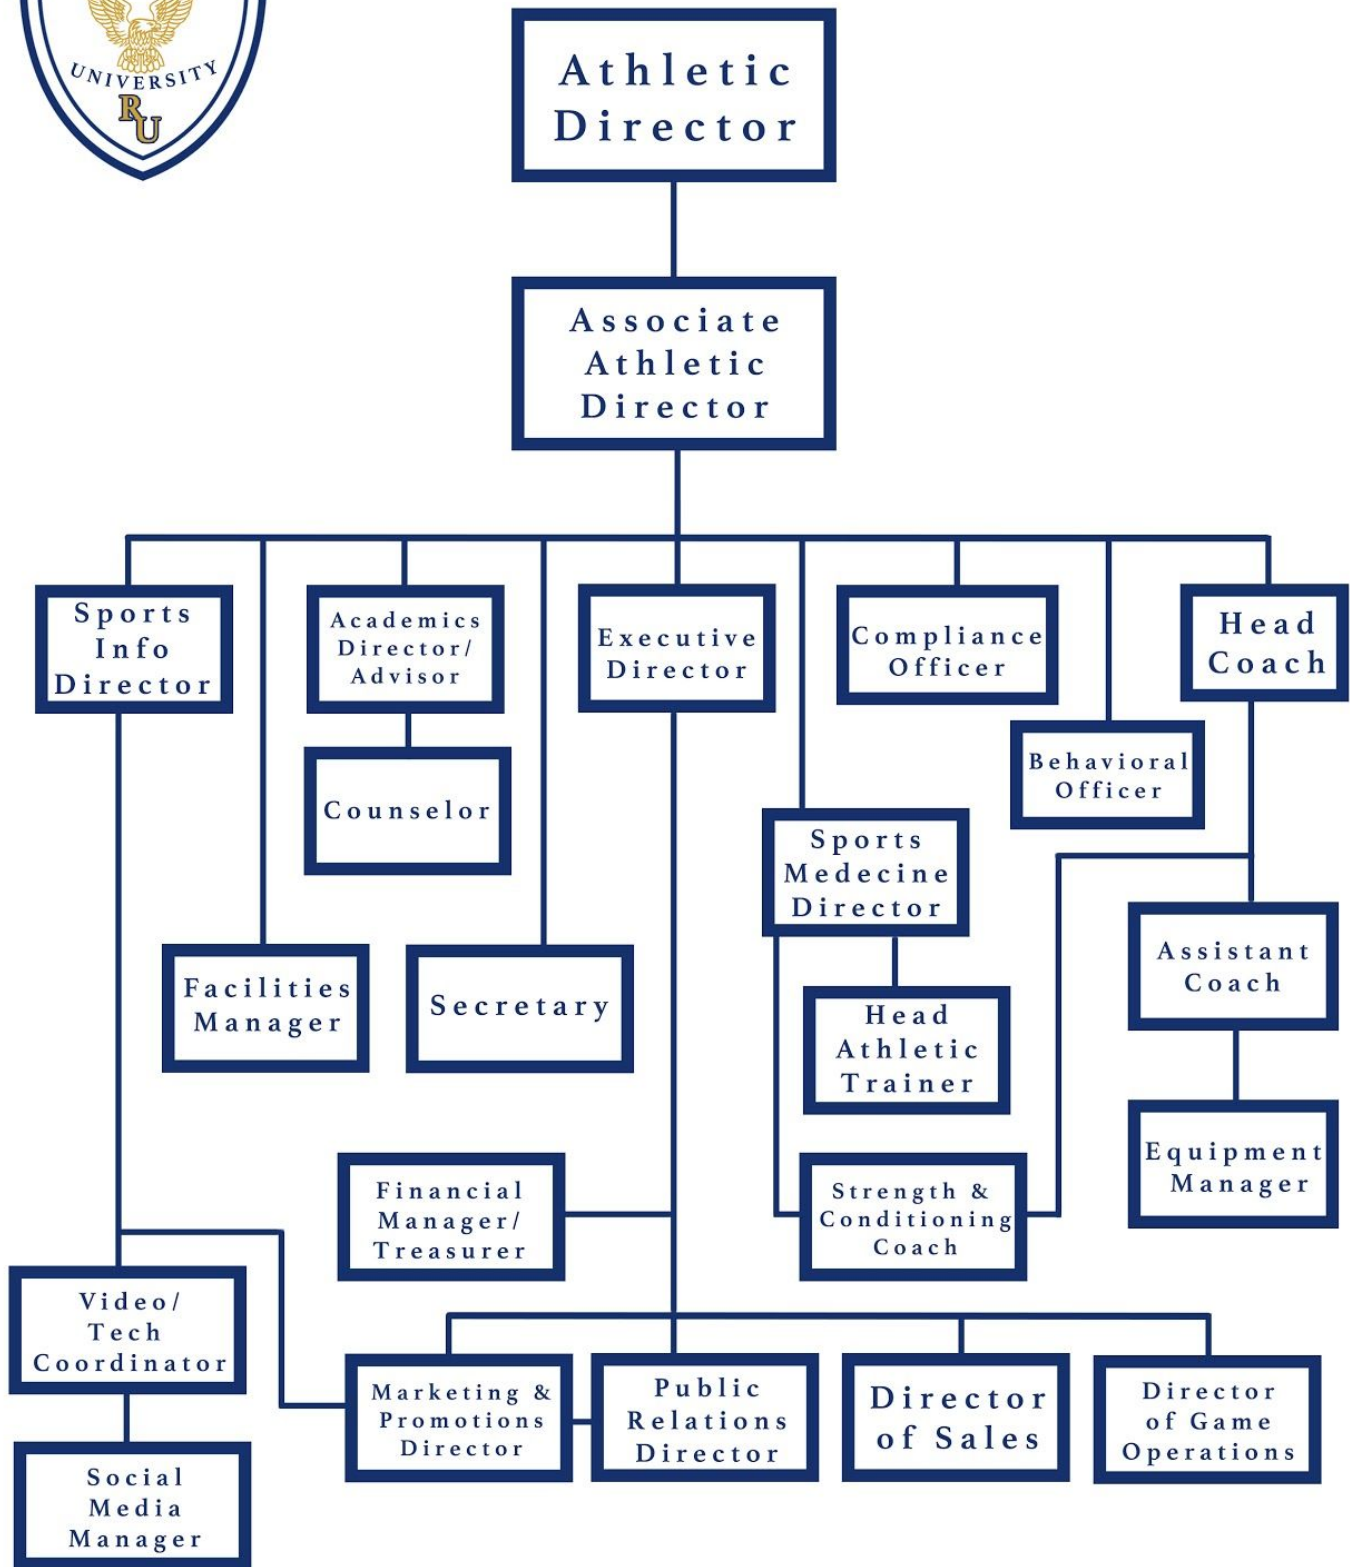 UNIVERSITY
RU
Athletic
Director
Associate
Athletic
Director
Sports
Info
Director
Academics
Director/
Advisor
Executive
Director
Compliance
Officer
Head
Coach
Counselor
Behavioral
Officer
Sports
Medecine
Director
Facilities
Manager
Secretary
Assistant
Coach
Head
Athletic
Trainer
Equipment
Manager
Financial
Manager/
Treasurer
Strength &
Conditioning
Coach
Video/
Tech
Coordinator
Marketing &
Promotions
Director
Public
Relations
Director
Director
of Sales
Director
of Game
Operations
Social
Media
Manager